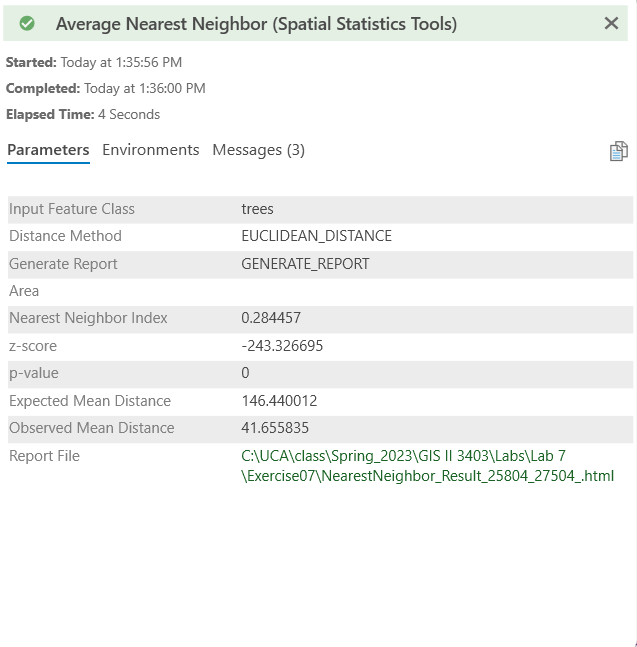 Average Nearest Neighbor (Spatial Statistics Tools)
Started: Today at 1:35:56 PM
Completed: Today at 1:36:00 PM
Elapsed Time: 4 Seconds
Parameters Environments Messages (3)
Input Feature Class trees
Distance Method EUCLIDEAN_DISTANCE
Generate Report GENERATE_REPORT
Area
Nearest Neighbor Index 0.284457
z-score -243.326695
p-value 0
Expected Mean Distance 146.440012
Observed Mean Distance 41.655835
Report File C:\UCA\class\Spring_2023\GIS II 3403\Labs\Lab 7
\Exercise07\NearestNeighbor_Result_25804_27504_.html